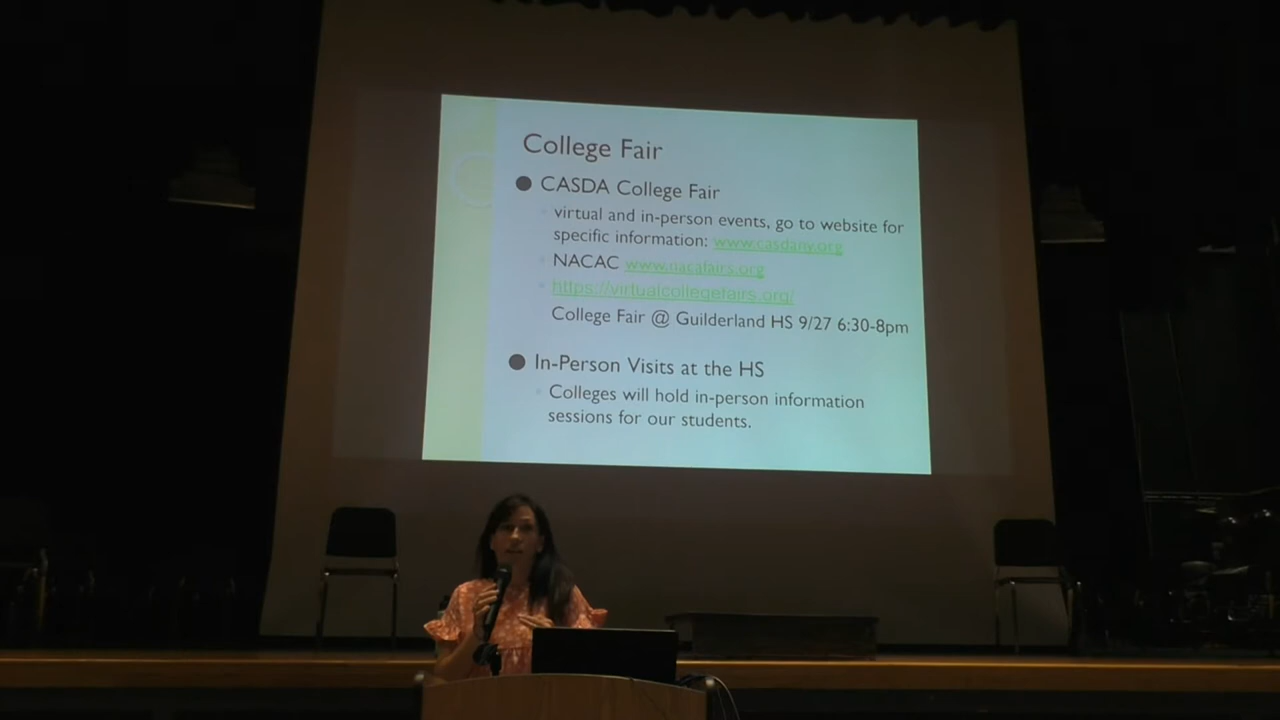 College Fair
CASDA College Fair
virtual and in-person events, go to website for
specific information: www.casdany.org
NACAC www.nacafairs.org
https://virtualcollegefairs.org/
College Fair @ Guilderland HS 9/27 6:30-8pm
In-Person Visits at the HS
Colleges will hold in-person information
sessions for our students.